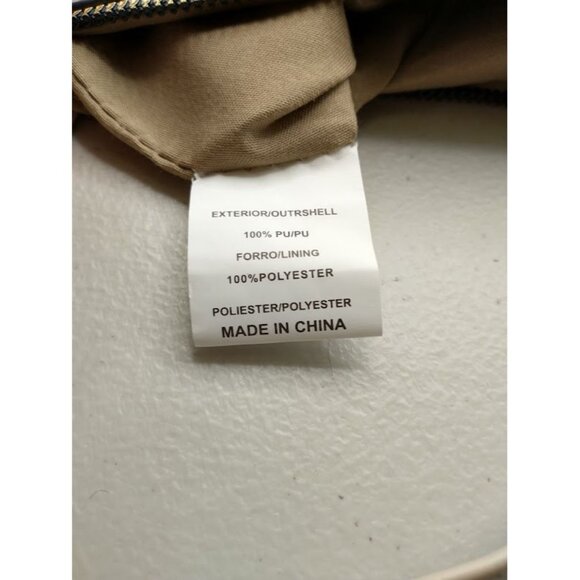 EXTERIOR/OUTRSHELL
100% PU/PU
FORRO/LINING
100%POLYESTER
POLIESTER/POLYESTER
MADE IN CHINA